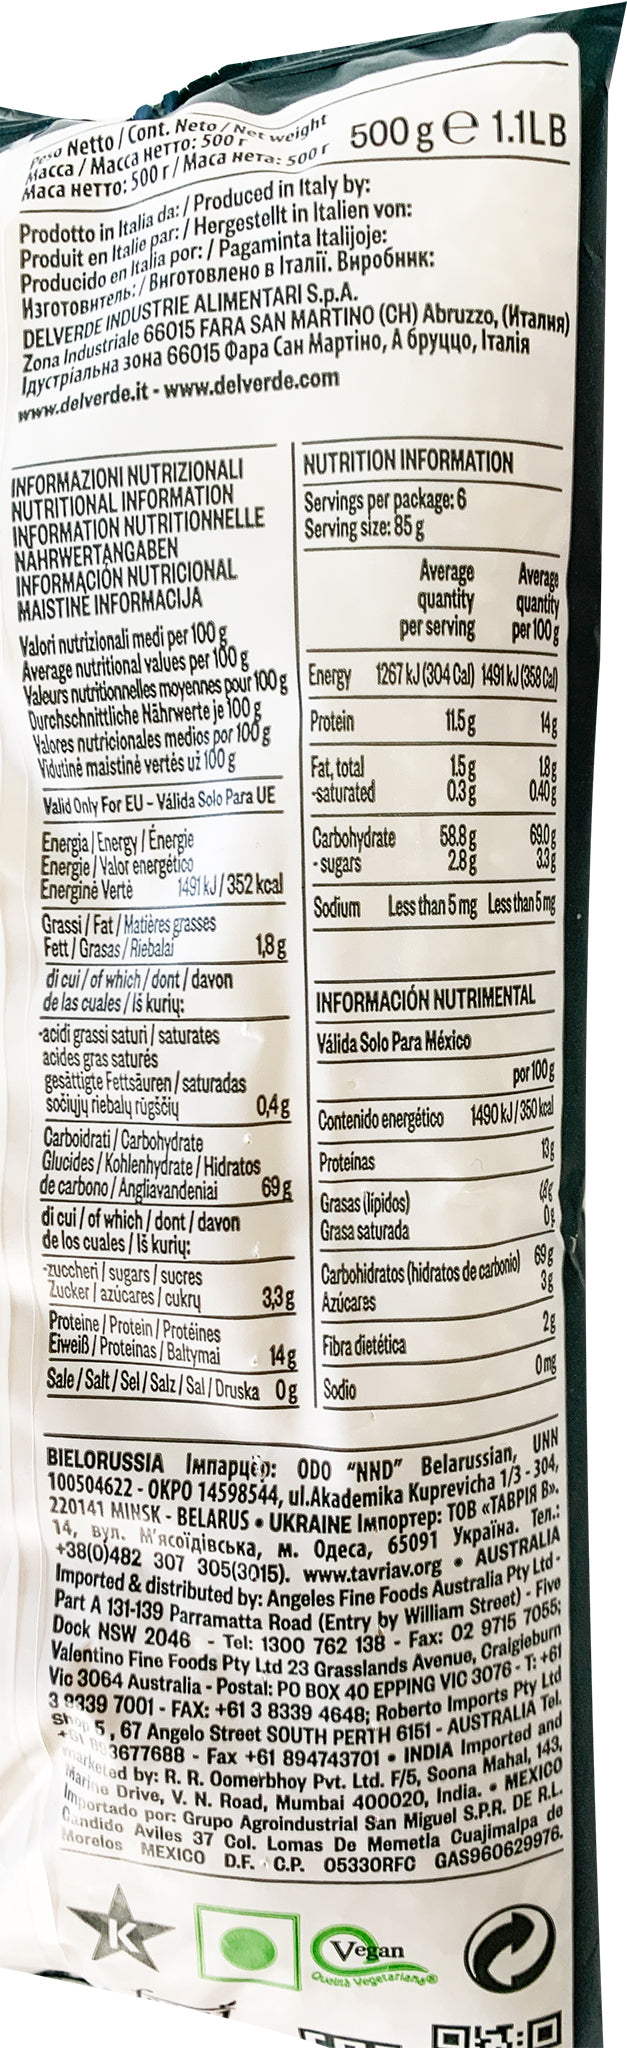 Peso Netto / Cont. Neto / Net weight
Масса / Масса нетто: 500 г
Маса нетто: 500 г / Маса нета: 500 г
500 g e 1.1LB
Prodotto in Italia da: / Produced in Italy by:
Produit en Italie par: / Hergestellt in Italien von:
Producido en Italia por: / Pagaminta Italijoje:
Изготовитель: / Виготовлено в Італії. Виробник:
DELVERDE INDUSTRIE ALIMENTARI S.p.A.
Zona Industriale 66015 FARA SAN MARTINO (CH) Abruzzo, (Италия)
Iдустріальна зона 66015 Фара Сан Мартіно, А бруццо, Італія
www.delverde.it - www.delverde.com
INFORMAZIONI NUTRIZIONALI
NUTRITIONAL INFORMATION
INFORMATION NUTRITIONNELLE
NÄHRWERTANGABEN
INFORMACIÓN NUTRICIONAL
MAISTINĖ INFORMACIJA
Valori nutrizionali medi per 100 g
Average nutritional values per 100 g
Valeurs nutritionnelles moyennes pour 100 g
Durchschnittliche Nährwerte je 100 g
Valores nutricionales medios por 100 g
Vidutinė maistinė vertės už 100 g
Valid Only For EU - Válida Solo Para UE
Energia / Energy / Énergie
Energie / Valor energético
Energinė Vertė 1491 kJ / 352 kcal
Grassi / Fat / Matières grasses
Fett / Grasas / Riebalai 1,8 g
di cui / of which / dont / davon
de las cuales / Iš kurių:
-acidi grassi saturi / saturates
acides gras saturés
gesättigte Fettsäuren / saturadas
sočiųjų riebalų rūgščių 0,4 g
Carboidrati / Carbohydrate
Glucides / Kohlenhydrate / Hidratos
de carbono / Angliavandeniai 69 g
di cui / of which / dont / davon
de los cuales / Iš kurių:
-zuccheri / sugars / sucres
Zucker / azúcares / cukrų 3,3 g
Proteine / Protein / Protéines
Eiweiß / Proteinas / Baltymai 14 g
Sale / Salt / Sel / Salz / Sal / Druska 0 g
NUTRITION INFORMATION
Servings per package: 6
Serving size: 85 g
Average Average
quantity quantity
per serving per 100 g
Energy 1267 kJ (304 Cal) 1491 kJ (358 Cal)
Protein 11.5 g 14 g
Fat, total 1.5 g 1.8 g
-saturated 0.3 g 0.40 g
Carbohydrate 58.8 g 69.0 g
- sugars 2.8 g 3.3 g
Sodium Less than 5 mg Less than 5 mg
INFORMACIÓN NUTRIMENTAL
Válida Solo Para México
por 100 g
Contenido energético 1490 kJ / 350 kcal
Proteínas 13 g
Grasas (lípidos)
Grasa saturada 0 g
Carbohidratos (hidratos de carbonio) 69 g
Azúcares 3 g
Fibra dietética 2 g
Sodio 0 mg
BIELORUSSIA Імпарцёр: ODO "NND" Belarussian, UNN
100504622 - OKPO 14598544, ul.Akademika Kuprevicha 1/3 - 304,
220141 MINSK - BELARUS • UKRAINE Імпортер: ТОВ «ТАВРІЯ В».
14, вул. М'ясоїдівська, м. Одеса, 65091 Україна. Тел.:
+38(0)482 307 305(3015). www.tavriav.org • AUSTRALIA
Imported & distributed by: Angeles Fine Foods Australia Pty Ltd -
Part A 131-139 Parramatta Road (Entry by William Street) - Five
Dock NSW 2046 - Tel: 1300 762 138 - Fax: 02 9715 7055;
Valentino Fine Foods Pty Ltd 23 Grasslands Avenue, Craigieburn
Vic 3064 Australia - Postal: PO BOX 40 EPPING VIC 3076 - T: +61
3 8339 7001 - FAX: +61 3 8339 4648; Roberto Imports Pty Ltd
Shop 5, 67 Angelo Street SOUTH PERTH 6151 - AUSTRALIA Tel.
+61 893677688 - Fax +61 894743701 • INDIA Imported and
marketed by: R. R. Oomerbhoy Pvt. Ltd. F/5, Soona Mahal, 143,
Marine Drive, V. N. Road, Mumbai 400020, India. • MEXICO
Importado por: Grupo Agroindustrial San Miguel S.P.R. DE R.L.
Candido Aviles 37 Col. Lomas De Memetla Cuajimalpa de
Morelos MEXICO D.F. C.P. 05330RFC GAS960629976.
K
Vegan
Qualità Vegetariana®